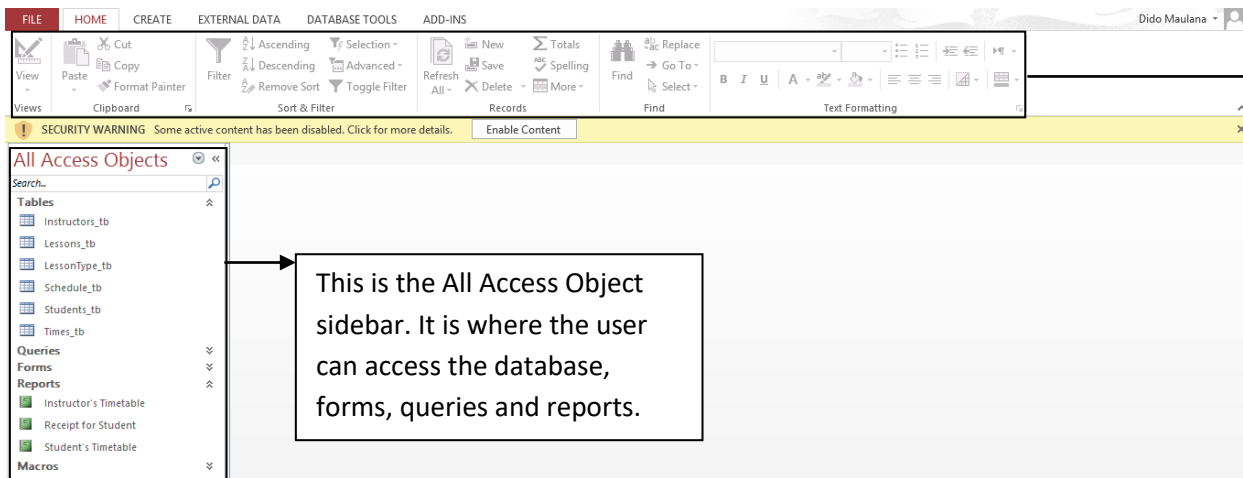 FILE HOME CREATE EXTERNAL DATA DATABASE TOOLS ADD-INS Dido Maulana
View
Views
Paste
Cut
Copy
Format Painter
Clipboard
Filter
Ascending
Descending
Remove Sort
Selection
Advanced
Toggle Filter
Sort & Filter
Refresh
All
New
Save
Delete
Totals
Spelling
More
Records
Find
Replace
Go To
Select
Find
B I U A
Text Formatting
SECURITY WARNING Some active content has been disabled. Click for more details. Enable Content
All Access Objects
Search...
Tables
Instructors_tb
Lessons_tb
LessonType_tb
Schedule_tb
Students_tb
Times_tb
Queries
Forms
Reports
Instructor's Timetable
Receipt for Student
Student's Timetable
Macros
This is the All Access Object
sidebar. It is where the user
can access the database,
forms, queries and reports.